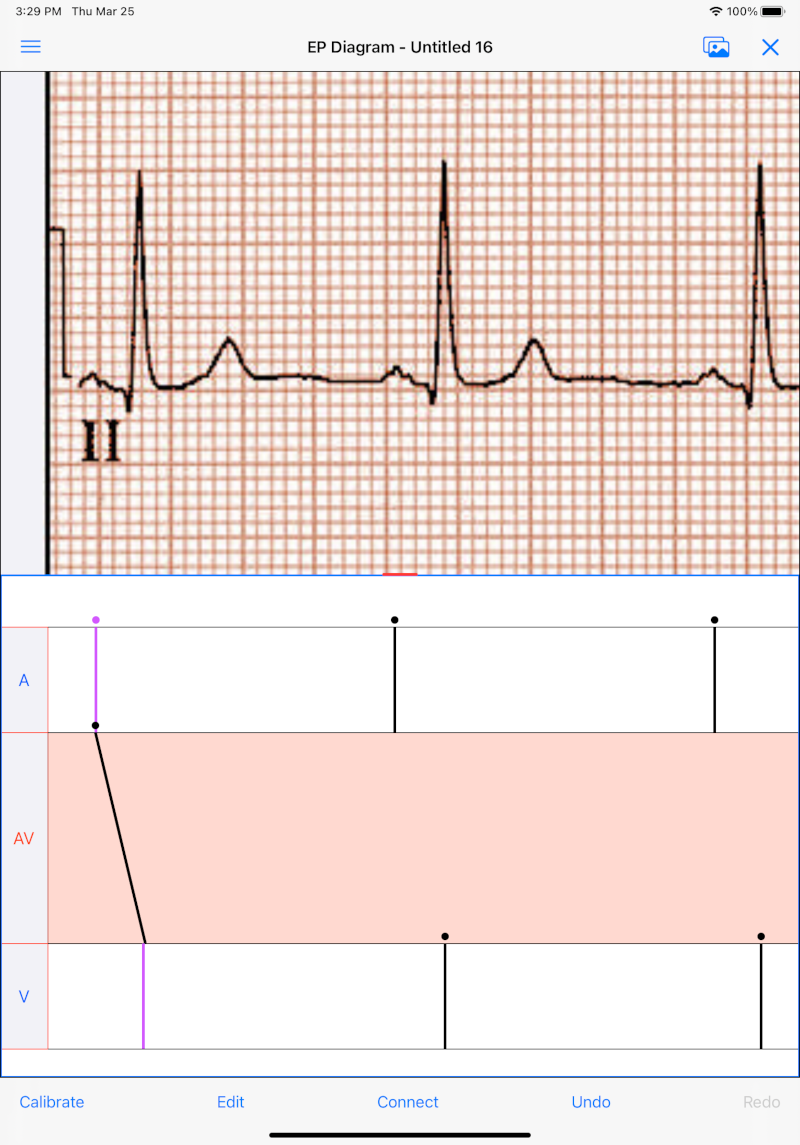 3:29 PM Thu Mar 25 100%
EP Diagram - Untitled 16
II
A
AV
V
Calibrate Edit Connect Undo Redo